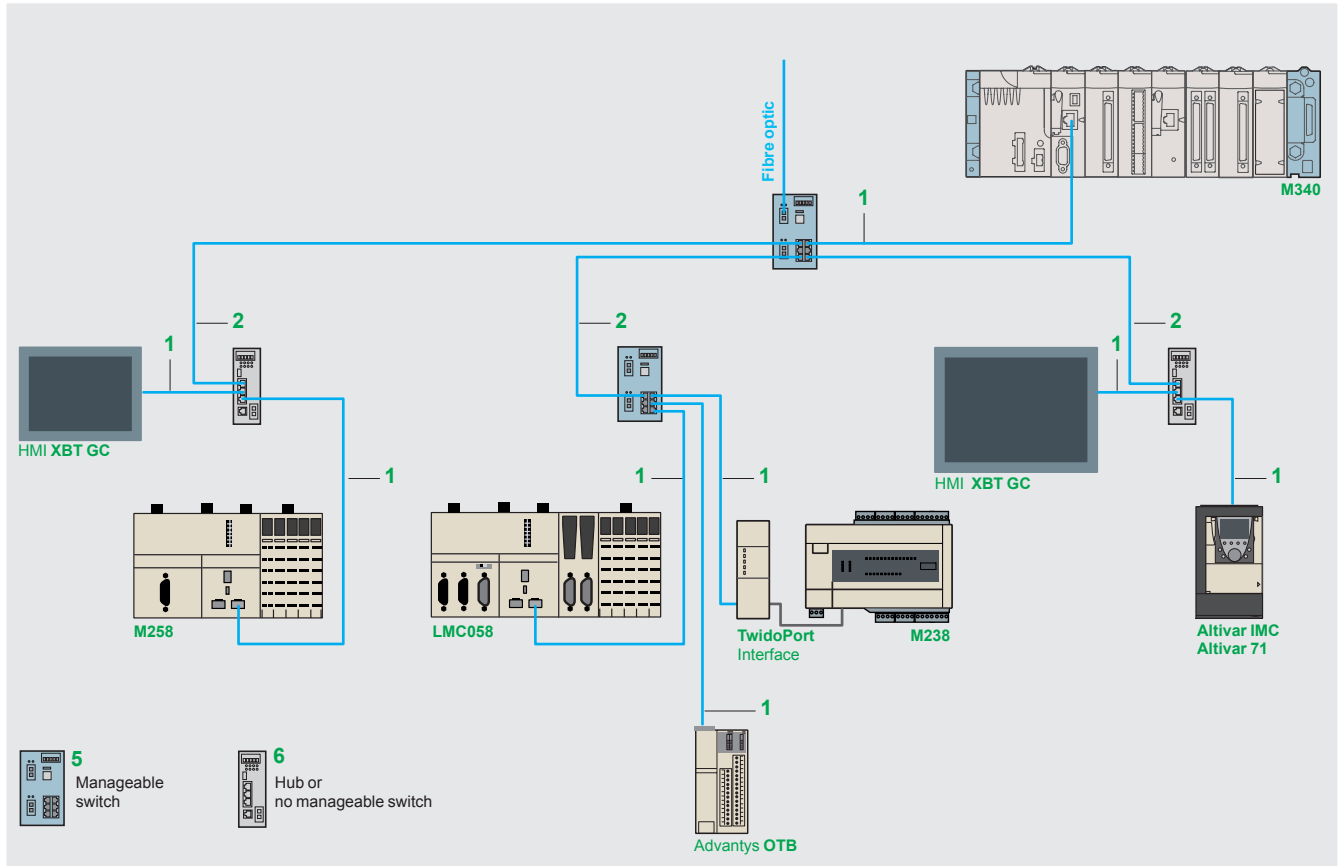 Fibre optic
M340
1
2
2
2
1
1
HMI XBT GC
HMI XBT GC
1
1
1
1
M258
LMC058
TwidoPort
Interface
M238
Altivar IMC
Altivar 71
1
5
Manageable
switch
6
Hub or
no manageable switch
Advantys OTB